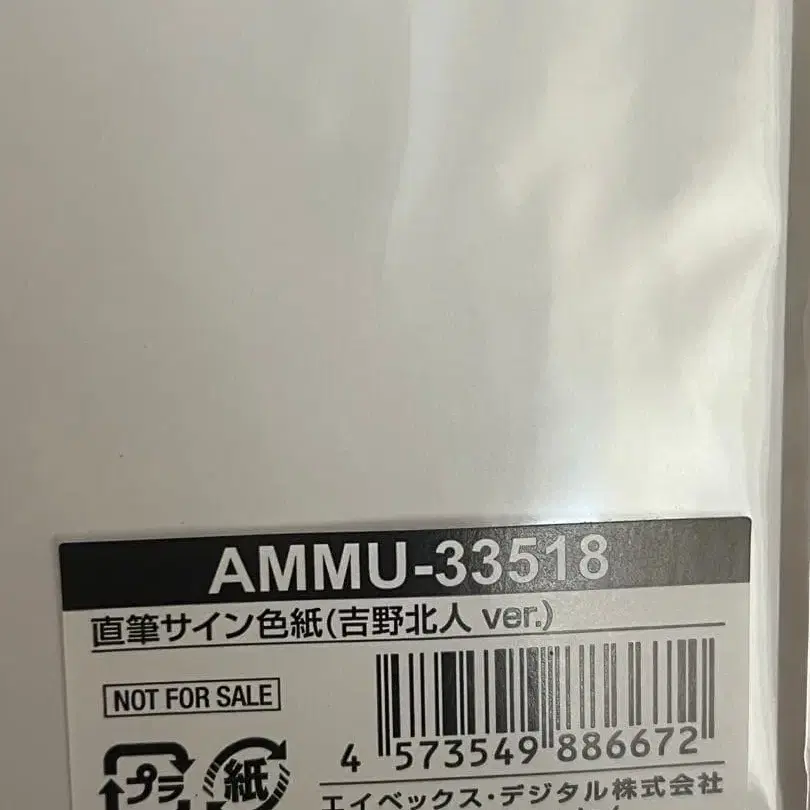 AMMU-33518
直筆サイン色紙(吉野北人 ver.)
NOT FOR SALE
4 573549 886672
プラ 紙
エイベックス・デジタル株式会社